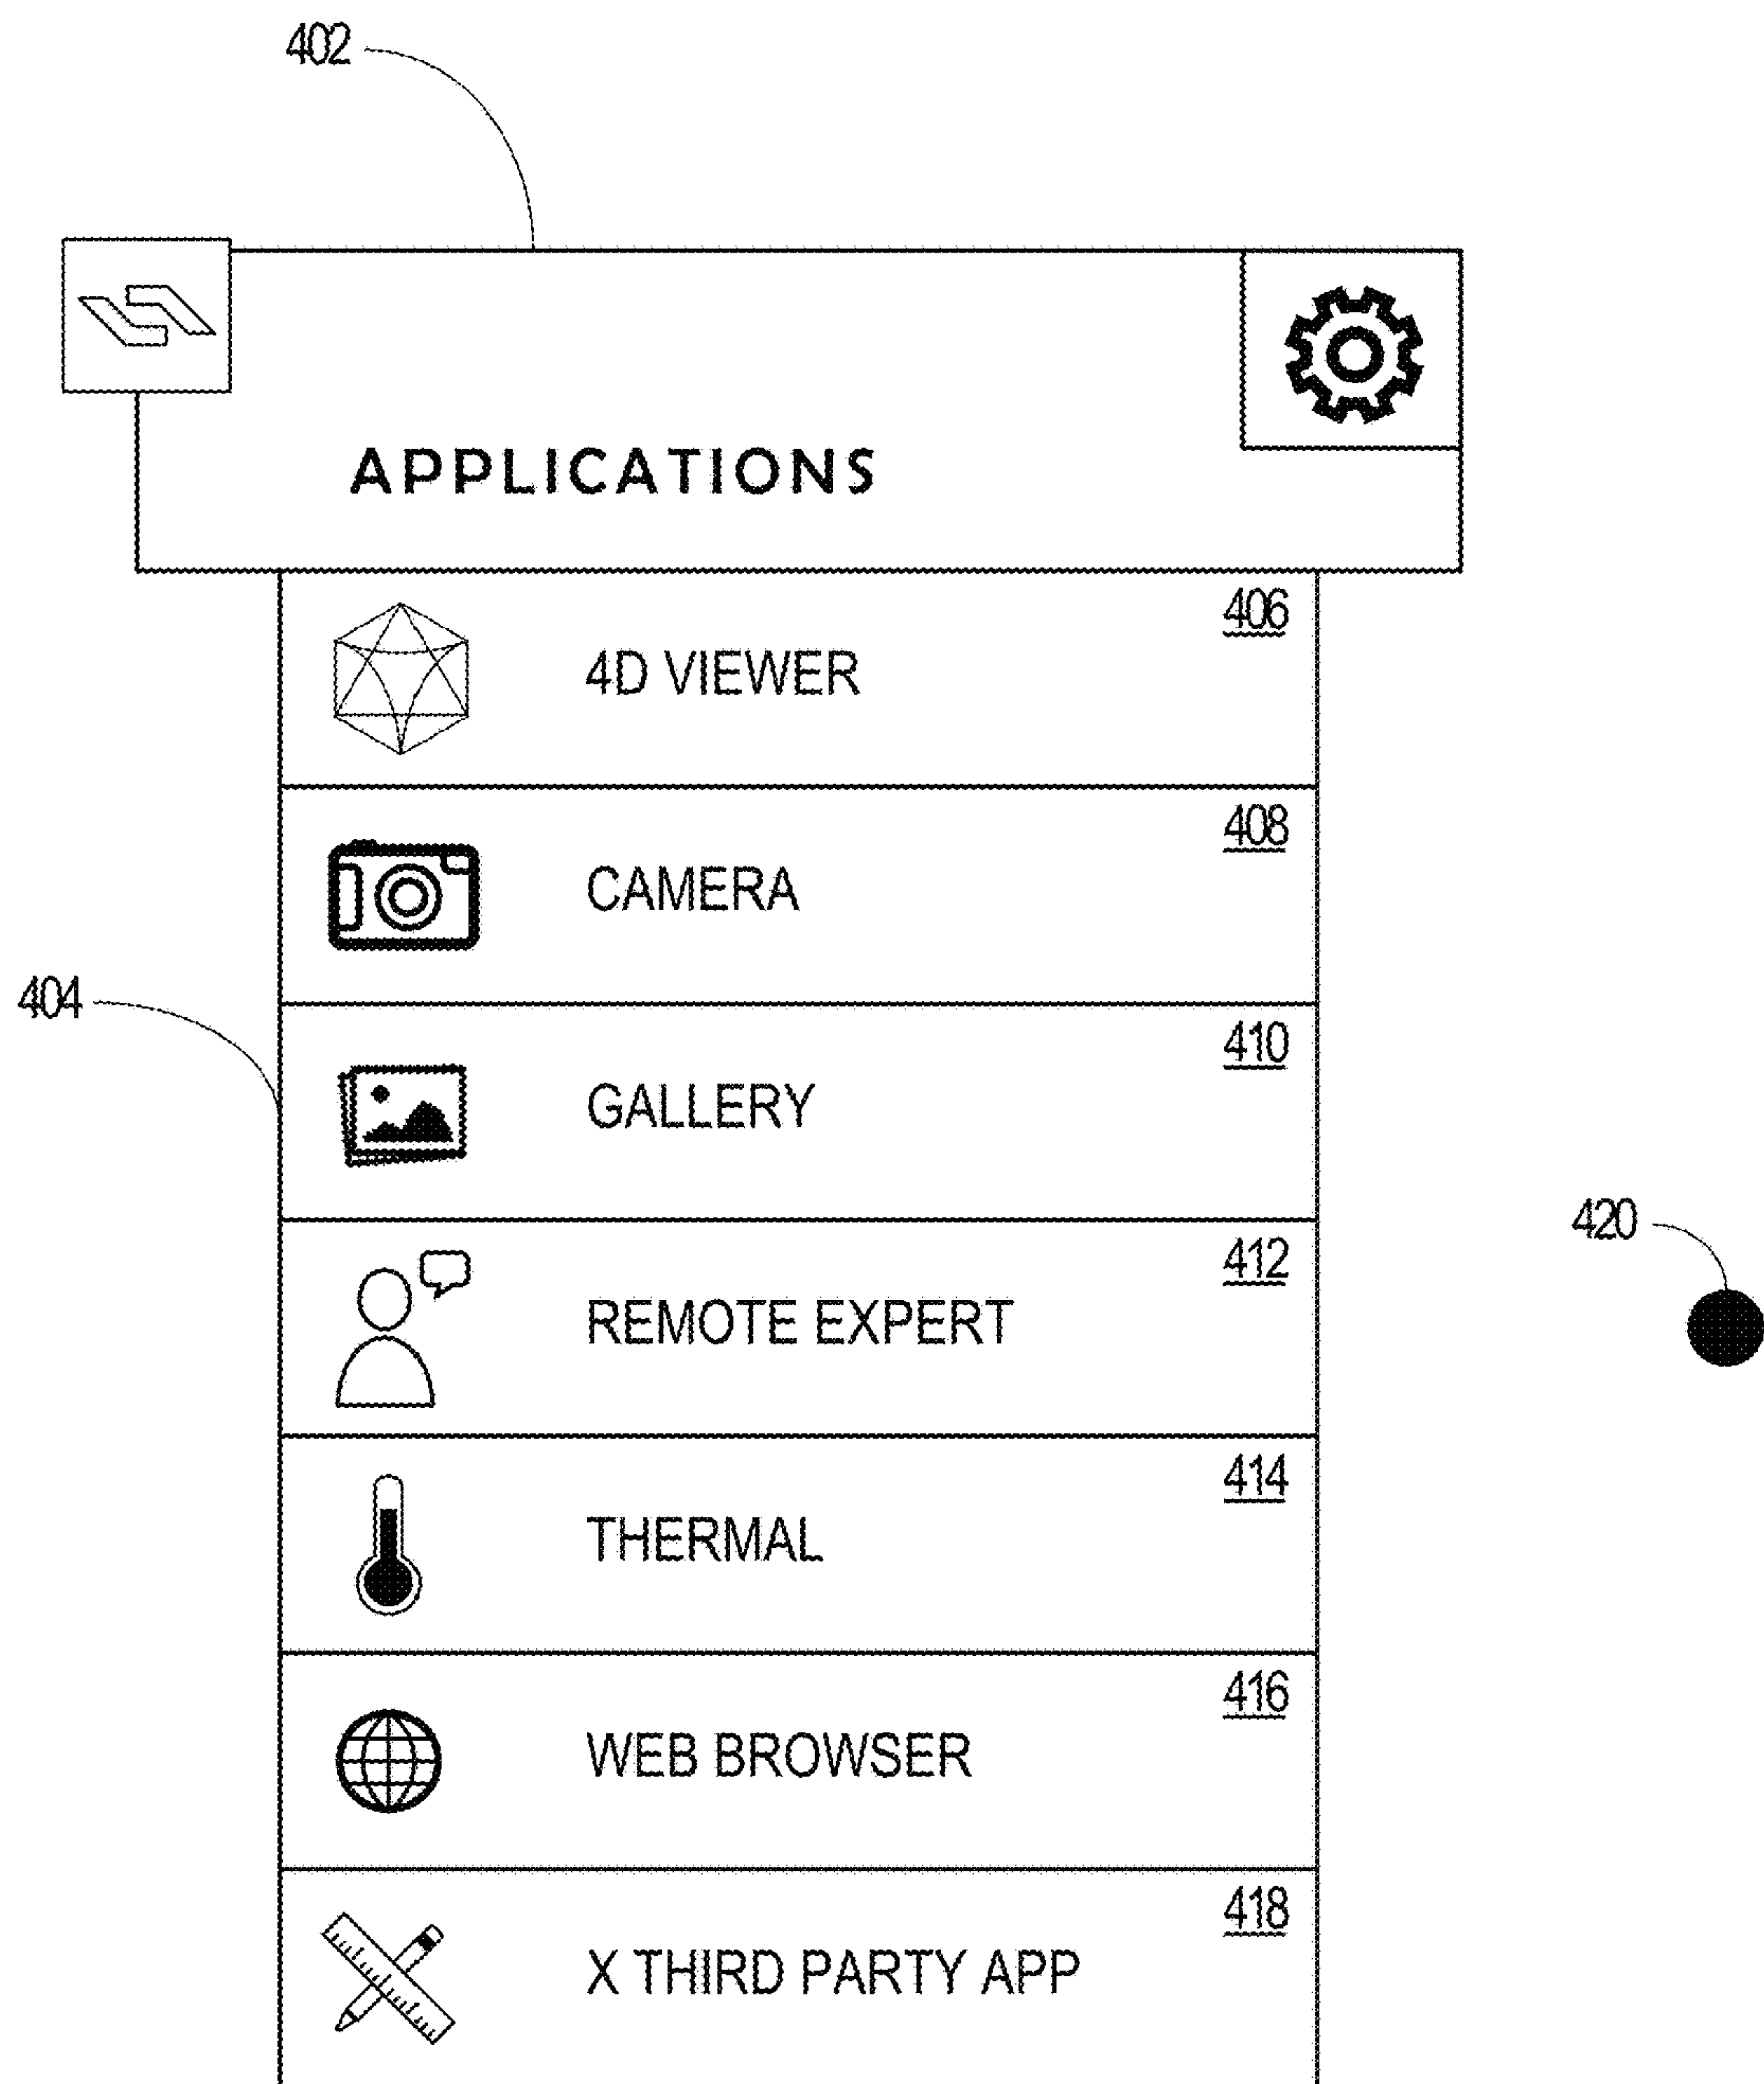 402
APPLICATIONS
406
4D VIEWER
408
CAMERA
404
410
GALLERY
420
412
REMOTE EXPERT
414
THERMAL
416
WEB BROWSER
418
X THIRD PARTY APP